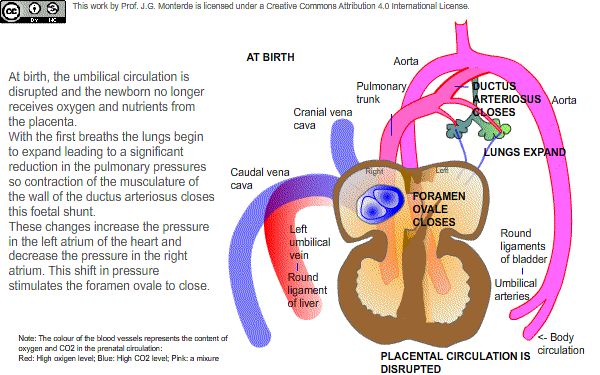 This work by Prof. J.G. Monterde is licensed under a Creative Commons Attribution 4.0 International License.
cc
BY NC
AT BIRTH
At birth, the umbilical circulation is
disrupted and the newborn no longer
receives oxygen and nutrients from
the placenta.
With the first breaths the lungs begin
to expand leading to a significant
reduction in the pulmonary pressures
so contraction of the musculature of
the wall of the ductus arteriosus closes
this foetal shunt.
These changes increase the pressure
in the left atrium of the heart and
decrease the pressure in the right
atrium. This shift in pressure
stimulates the foramen ovale to close.
Aorta
Pulmonary
trunk
DUCTUS
ARTERIOSUS
CLOSES
Aorta
Cranial vena
cava
LUNGS EXPAND
Caudal vena
cava
Right
Left
FORAMEN
OVALE
CLOSES
Left
umbilical
vein
Round
ligament
of liver
Round
ligaments
of bladder
Umbilical
arteries
<- Body
circulation
PLACENTAL CIRCULATION IS
DISRUPTED
Note: The colour of the blood vessels represents the content of
oxygen and CO2 in the prenatal circulation:
Red: High oxigen level; Blue: High CO2 level; Pink: a mixure